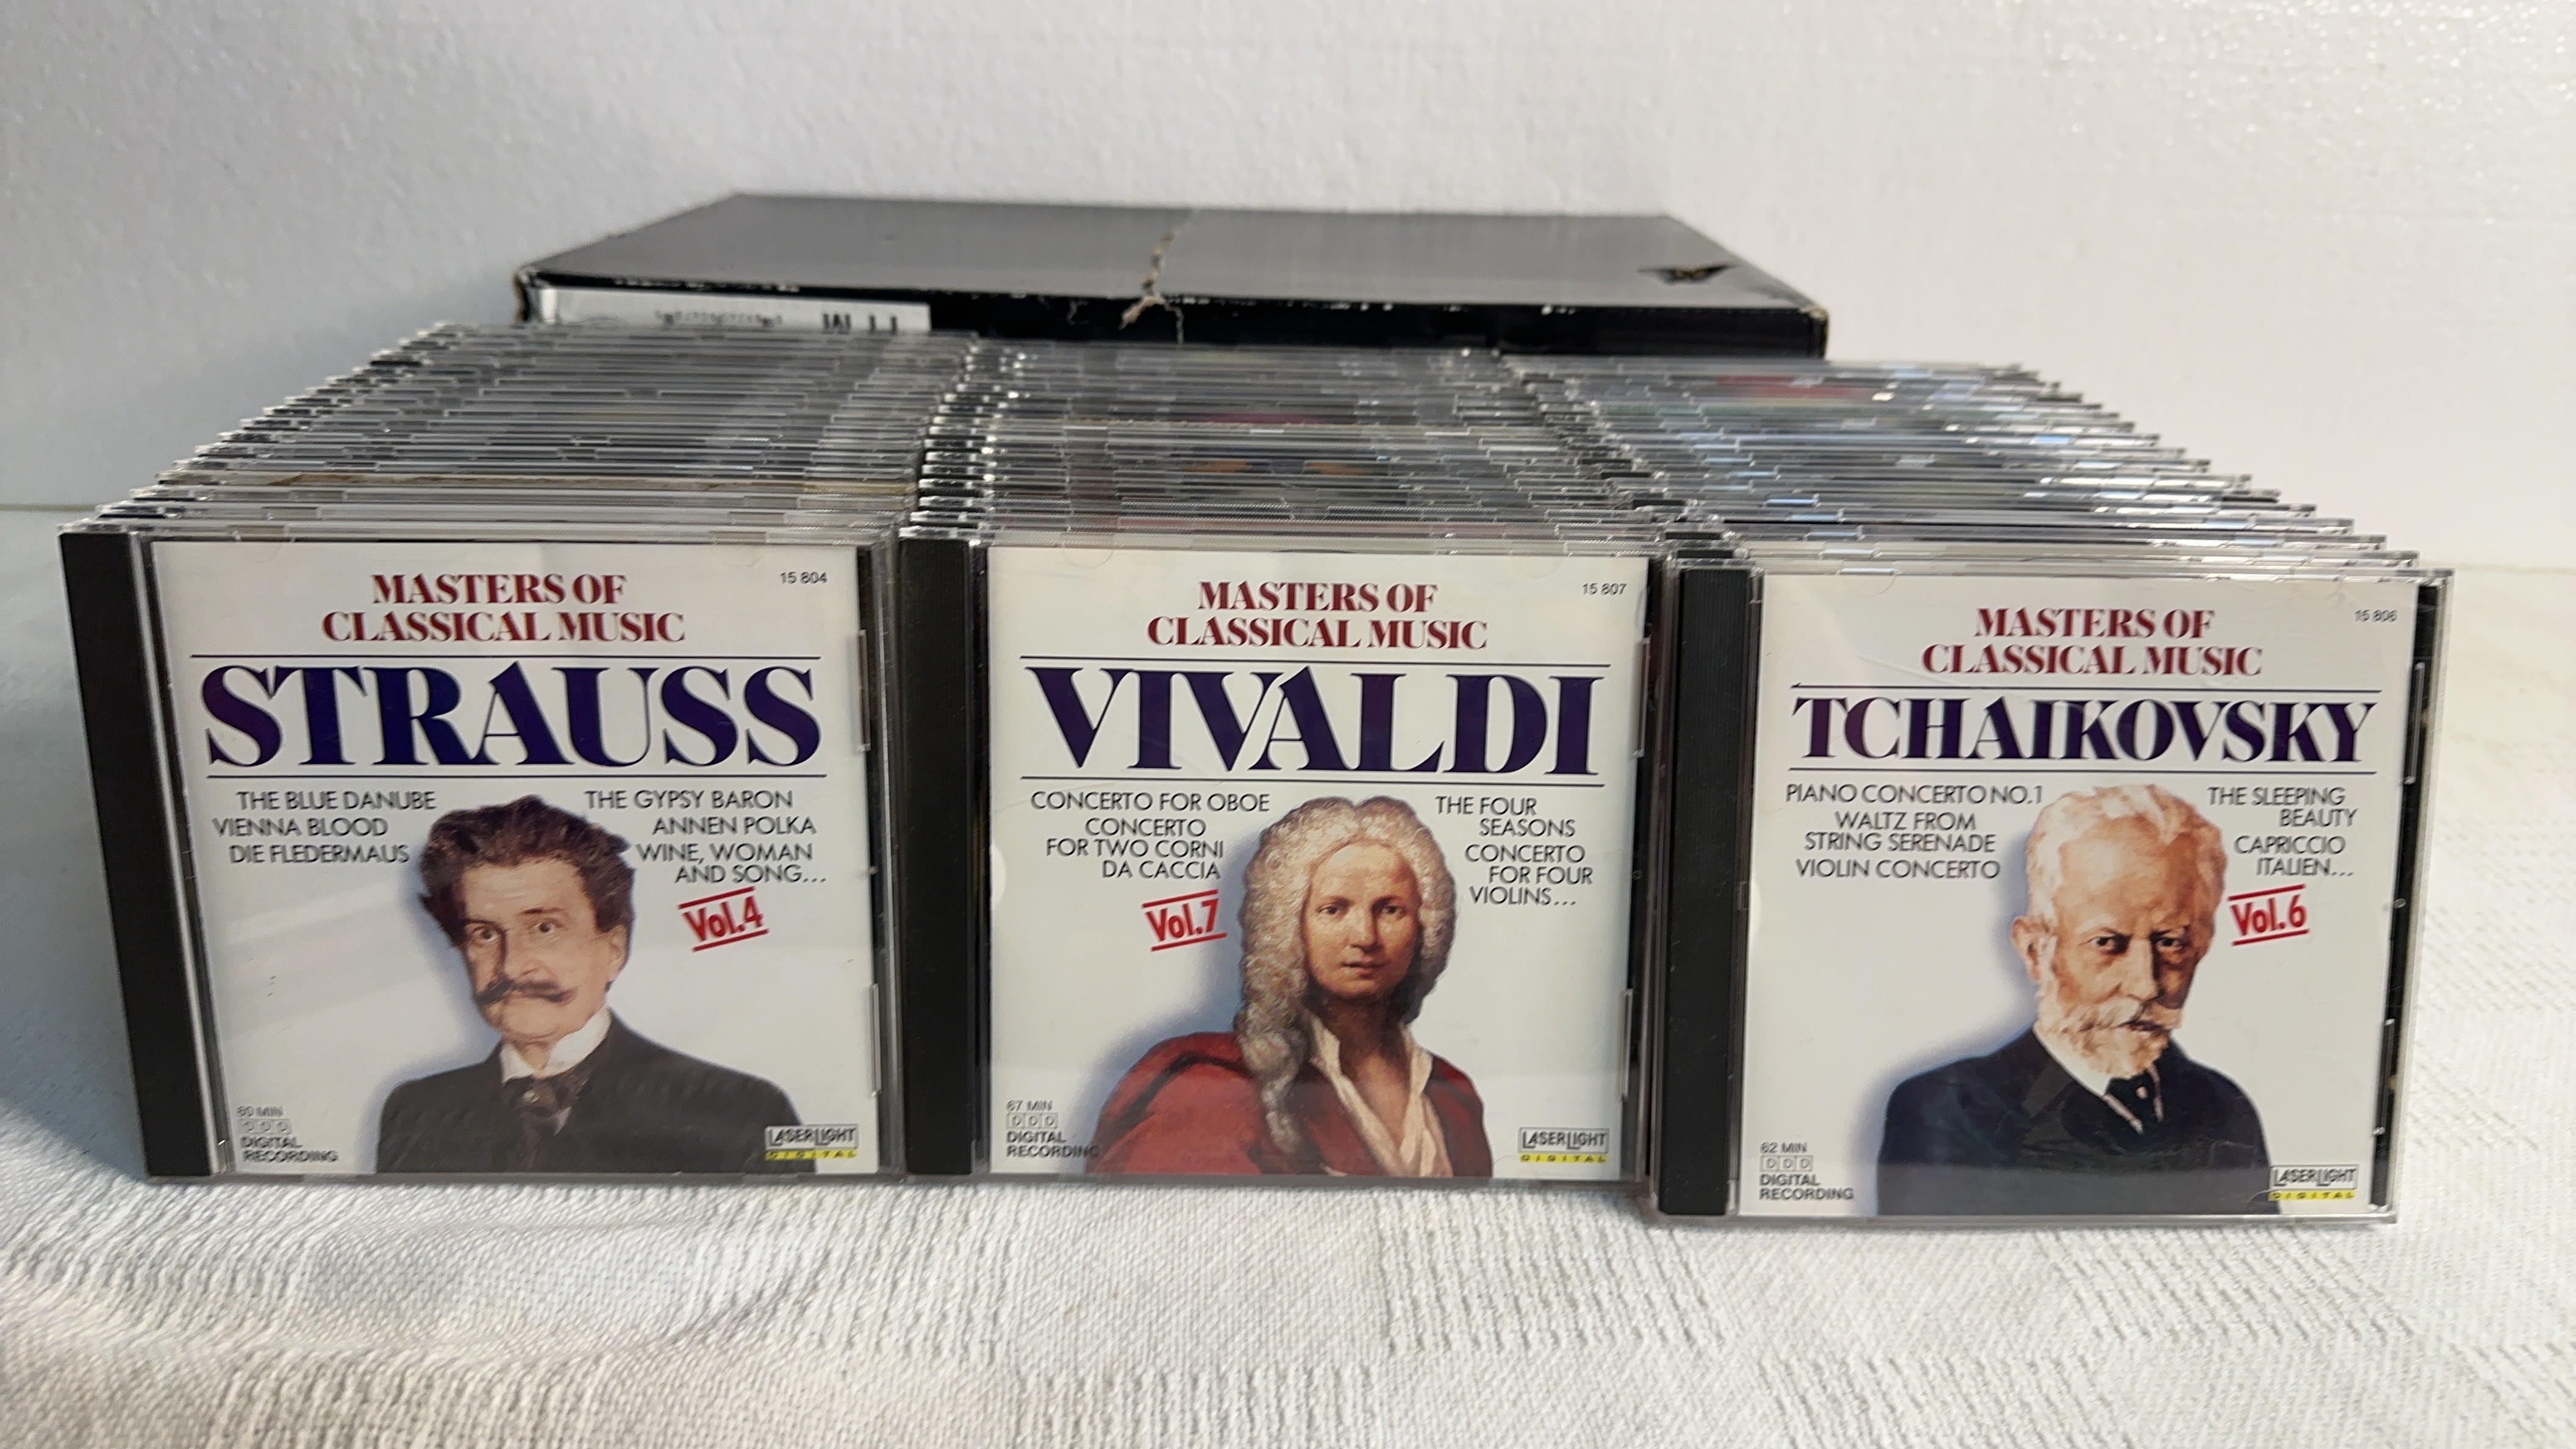 15 804
MASTERS OF
CLASSICAL MUSIC
STRAUSS
THE BLUE DANUBE
VIENNA BLOOD
DIE FLEDERMAUS
THE GYPSY BARON
ANNEN POLKA
WINE, WOMAN
AND SONG...
Vol.4
60 MIN
DDD
DIGITAL
RECORDING
LASERLIGHT
DIGITAL
15 807
MASTERS OF
CLASSICAL MUSIC
VIVALDI
CONCERTO FOR OBOE
CONCERTO
FOR TWO CORNI
DA CACCIA
THE FOUR
SEASONS
CONCERTO
FOR FOUR
VIOLINS...
Vol.7
67 MIN
DDD
DIGITAL
RECORDING
LASERLIGHT
DIGITAL
15 806
MASTERS OF
CLASSICAL MUSIC
TCHAIKOVSKY
PIANO CONCERTO NO.1
WALTZ FROM
STRING SERENADE
VIOLIN CONCERTO
THE SLEEPING
BEAUTY
CAPRICCIO
ITALIEN...
Vol.6
62 MIN
DDD
DIGITAL
RECORDING
LASERLIGHT
DIGITAL